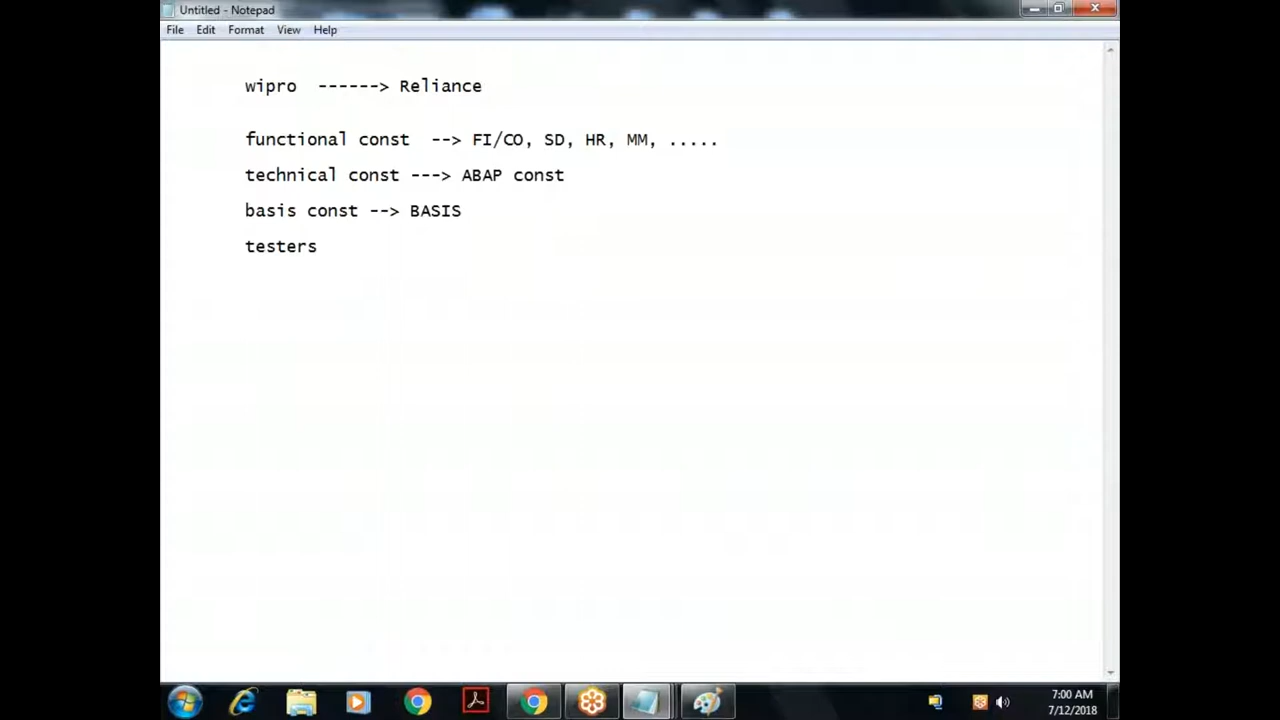 Untitled - Notepad
File Edit Format View Help
wipro ------> Reliance
functional const --> FI/CO, SD, HR, MM, .....
technical const ---> ABAP const
basis const --> BASIS
testers
7:00 AM
7/12/2018